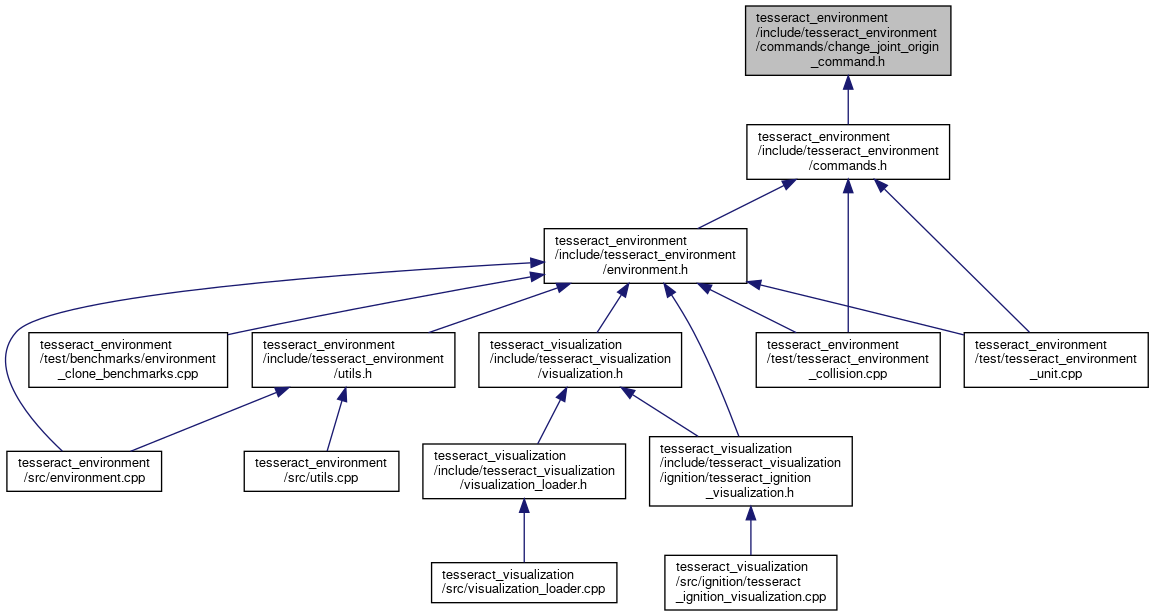 tesseract_environment
/include/tesseract_environment
/commands/change_joint_origin
_command.h
tesseract_environment
/include/tesseract_environment
/commands.h
tesseract_environment
/include/tesseract_environment
/environment.h
tesseract_environment
/test/benchmarks/environment
_clone_benchmarks.cpp
tesseract_environment
/include/tesseract_environment
/utils.h
tesseract_visualization
/include/tesseract_visualization
/visualization.h
tesseract_environment
/test/tesseract_environment
_collision.cpp
tesseract_environment
/test/tesseract_environment
_unit.cpp
tesseract_environment
/src/environment.cpp
tesseract_environment
/src/utils.cpp
tesseract_visualization
/include/tesseract_visualization
/visualization_loader.h
tesseract_visualization
/include/tesseract_visualization
/ignition/tesseract_ignition
_visualization.h
tesseract_visualization
/src/visualization_loader.cpp
tesseract_visualization
/src/ignition/tesseract
_ignition_visualization.cpp